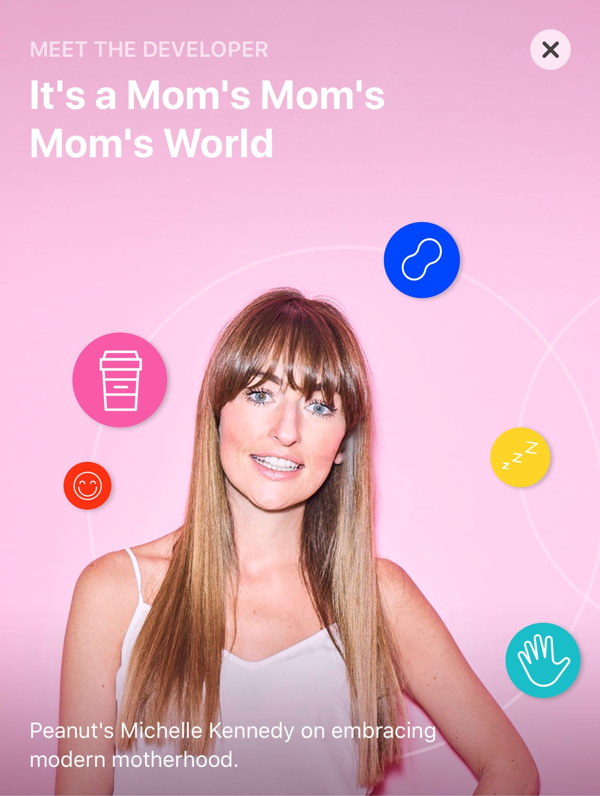 MEET THE DEVELOPER
It's a Mom's Mom's
Mom's World
z z z
Peanut's Michelle Kennedy on embracing
modern motherhood.